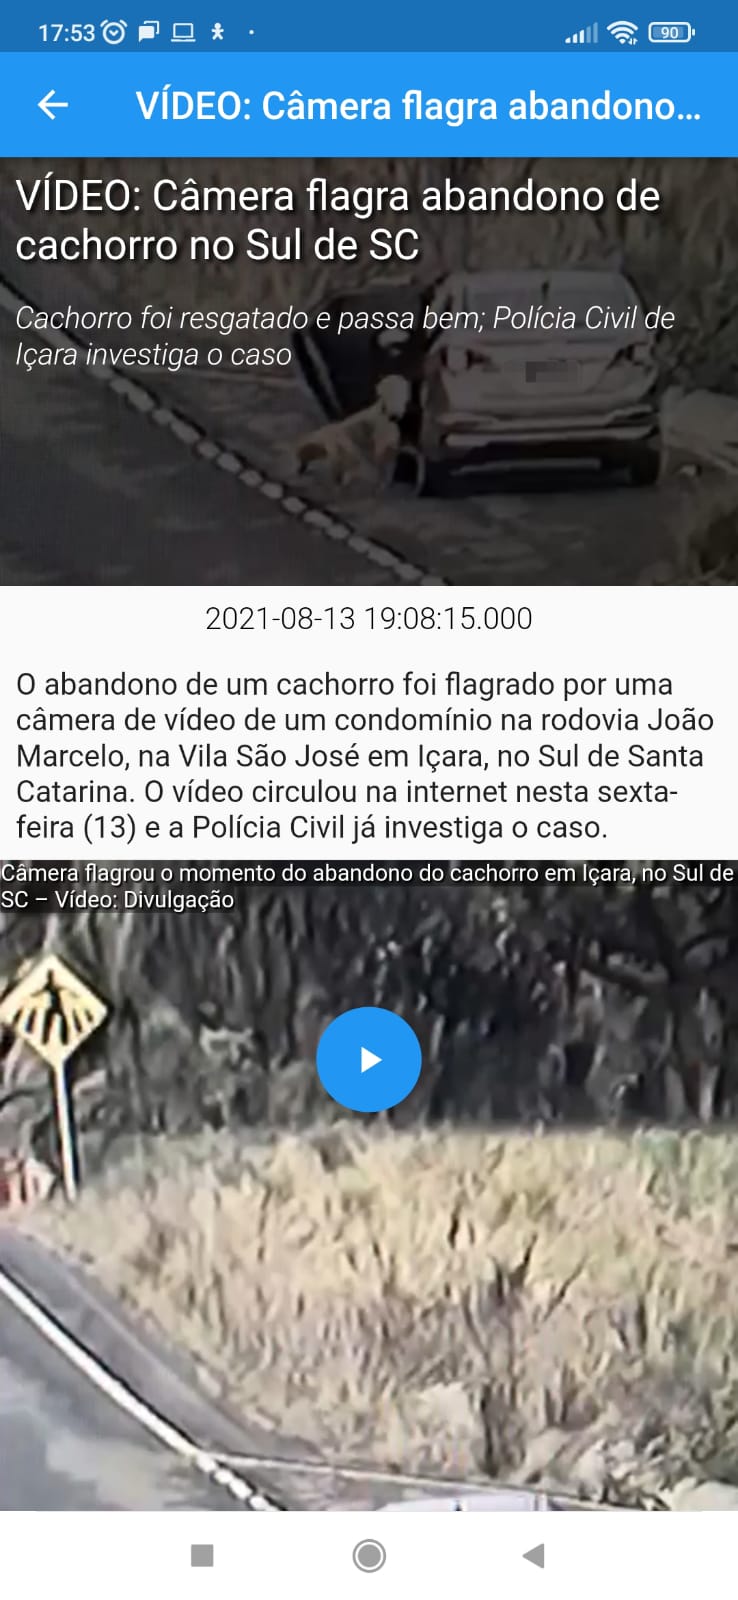 17:53
90
VÍDEO: Câmera flagra abandono...
VÍDEO: Câmera flagra abandono de
cachorro no Sul de SC
Cachorro foi resgatado e passa bem; Polícia Civil de
Içara investiga o caso
2021-08-13 19:08:15.000
O abandono de um cachorro foi flagrado por uma
câmera de vídeo de um condomínio na rodovia João
Marcelo, na Vila São José em Içara, no Sul de Santa
Catarina. O vídeo circulou na internet nesta sexta-
feira (13) e a Polícia Civil já investiga o caso.
Câmera flagrou o momento do abandono do cachorro em Içara, no Sul de
SC – Vídeo: Divulgação